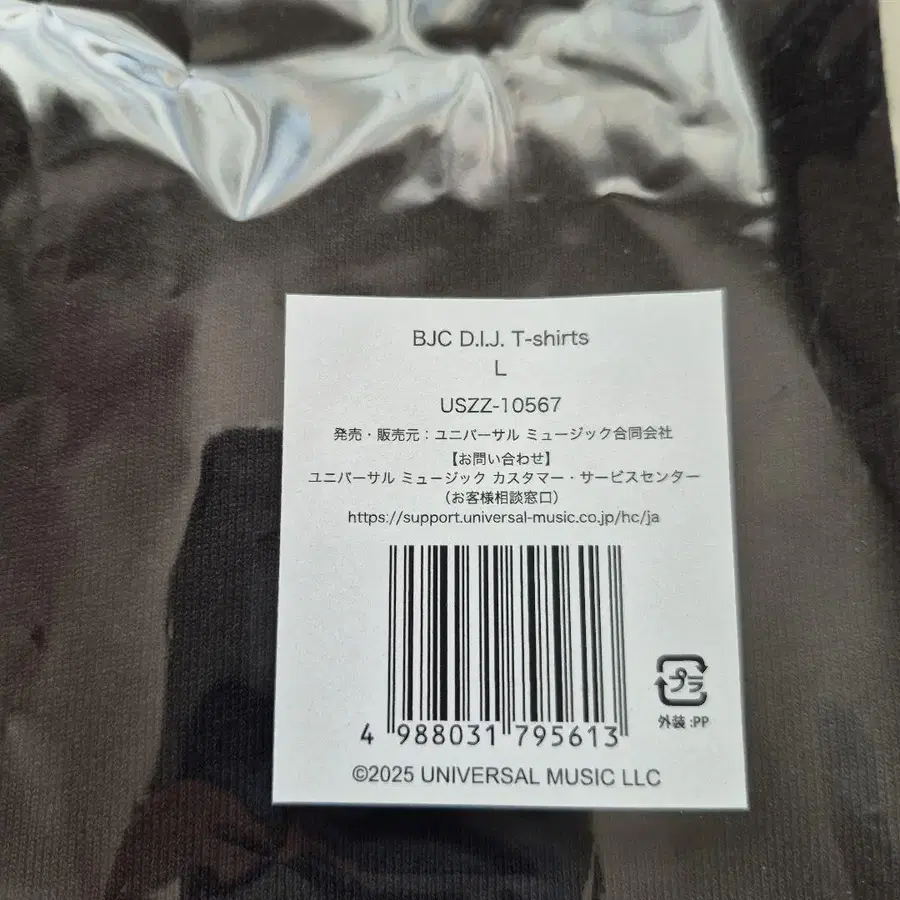 BJC D.I.J. T-shirts
L
USZZ-10567
発売・販売元：ユニバーサル ミュージック合同会社
【お問い合わせ】
ユニバーサル ミュージック カスタマー・サービスセンター
（お客様相談窓口）
https://support.universal-music.co.jp/hc/ja
4 988031 795613
プラ
外装:PP
©2025 UNIVERSAL MUSIC LLC